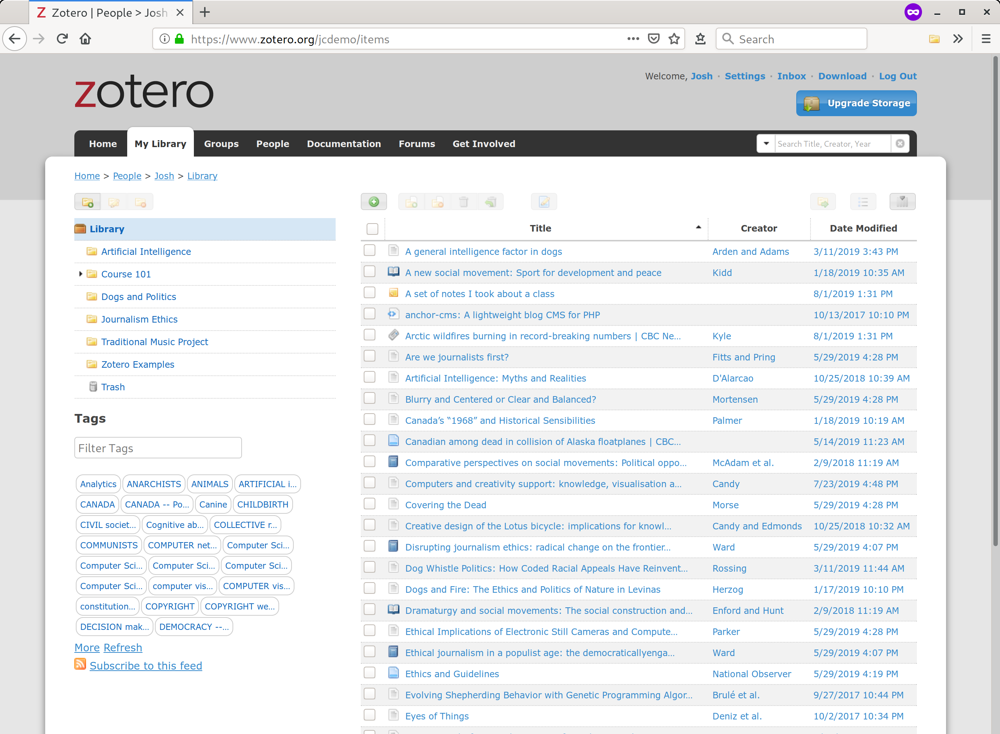 Zotero | People > Josh
https://www.zotero.org/jcdemo/items
Search
zotero
Welcome, Josh · Settings · Inbox · Download · Log Out
Upgrade Storage
Home My Library Groups People Documentation Forums Get Involved
Search Title, Creator, Year
Home > People > Josh > Library
Library
Artificial Intelligence
Course 101
Dogs and Politics
Journalism Ethics
Traditional Music Project
Zotero Examples
Trash
Tags
Filter Tags
Analytics ANARCHISTS ANIMALS ARTIFICIAL i...
CANADA CANADA -- Po... Canine CHILDBIRTH
CIVIL societ... Cognitive ab... COLLECTIVE r...
COMMUNISTS COMPUTER net... Computer Sci...
Computer Sci... Computer Sci... Computer Sci...
Computer Sci... computer vis... COMPUTER vis...
constitution... COPYRIGHT COPYRIGHT we...
DECISION mak... DEMOCRACY --...
More Refresh
Subscribe to this feed
Title Creator Date Modified
A general intelligence factor in dogs Arden and Adams 3/11/2019 3:43 PM
A new social movement: Sport for development and peace Kidd 1/18/2019 10:35 AM
A set of notes I took about a class 8/1/2019 1:31 PM
anchor-cms: A lightweight blog CMS for PHP 10/13/2017 10:10 PM
Arctic wildfires burning in record-breaking numbers | CBC Ne... Kyle 8/1/2019 1:31 PM
Are we journalists first? Fitts and Pring 5/29/2019 4:28 PM
Artificial Intelligence: Myths and Realities D'Alarcao 10/25/2018 10:39 AM
Blurry and Centered or Clear and Balanced? Mortensen 5/29/2019 4:28 PM
Canada’s “1968” and Historical Sensibilities Palmer 1/18/2019 10:19 AM
Canadian among dead in collision of Alaska floatplanes | CBC... 5/14/2019 11:23 AM
Comparative perspectives on social movements: Political oppo... McAdam et al. 2/9/2018 11:19 AM
Computers and creativity support: knowledge, visualisation a... Candy 7/23/2019 4:48 PM
Covering the Dead Morse 5/29/2019 4:28 PM
Creative design of the Lotus bicycle: implications for knowl... Candy and Edmonds 10/25/2018 10:32 AM
Disrupting journalism ethics: radical change on the frontier... Ward 5/29/2019 4:07 PM
Dog Whistle Politics: How Coded Racial Appeals Have Reinvent... Rossing 3/11/2019 11:44 AM
Dogs and Fire: The Ethics and Politics of Nature in Levinas Herzog 1/17/2019 10:10 PM
Dramaturgy and social movements: The social construction and... Enford and Hunt 2/9/2018 11:19 AM
Ethical Implications of Electronic Still Cameras and Compute... Parker 5/29/2019 4:28 PM
Ethical journalism in a populist age: the democraticallyenga... Ward 5/29/2019 4:07 PM
Ethics and Guidelines National Observer 5/29/2019 4:19 PM
Evolving Shepherding Behavior with Genetic Programming Algor... Brulé et al. 9/27/2017 10:44 PM
Eyes of Things Deniz et al. 10/2/2017 10:34 PM